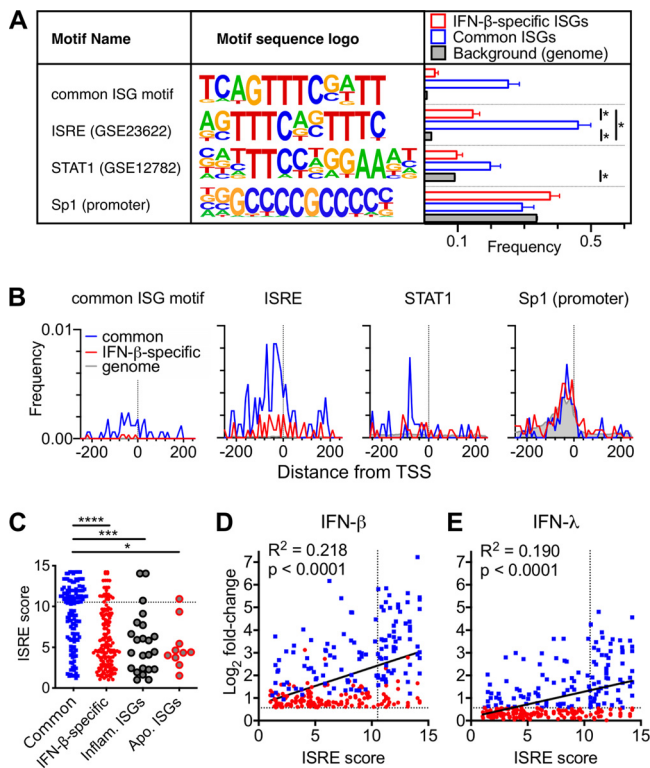 A
Motif Name
Motif sequence logo
IFN-β-specific ISGs
Common ISGs
Background (genome)
common ISG motif
TCAGTTTCGATT
ISRE (GSE23622)
AGTTTCAGTTTC
STAT1 (GSE12782)
Sp1 (promoter)
GCCCCGCCCC
* * * *
0.1 0.5
Frequency
B
common ISG motif
ISRE
STAT1
Sp1 (promoter)
0.01
0.00
Frequency
common
IFN-β-specific
genome
-200 0 200
-200 0 200
-200 0 200
-200 0 200
Distance from TSS
C
****
***
*
ISRE score
15
10
5
0
Common
IFN-β-specific
Inflam. ISGs
Apo. ISGs
D
IFN-β
R² = 0.218
p < 0.0001
Log₂ fold-change
8
7
6
5
4
3
2
1
0
0 5 10 15
ISRE score
E
IFN-λ
R² = 0.190
p < 0.0001
8
7
6
5
4
3
2
1
0
0 5 10 15
ISRE score